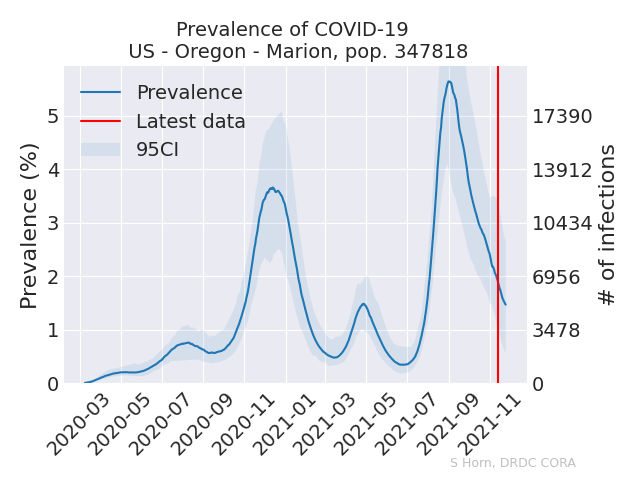 Prevalence of COVID-19
US - Oregon - Marion, pop. 347818
Prevalence
Latest data
95CI
Prevalence (%)
5
4
3
2
1
0
17390
13912
10434
6956
3478
0
# of infections
2020-03
2020-05
2020-07
2020-09
2020-11
2021-01
2021-03
2021-05
2021-07
2021-09
2021-11
S Horn, DRDC CORA